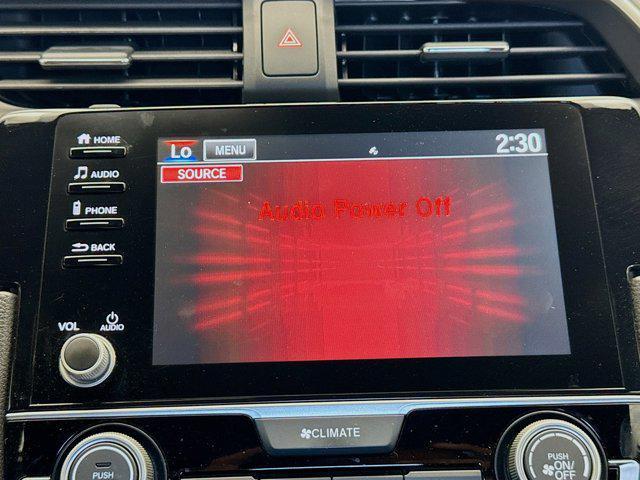 HOME
Lo MENU 2:30
AUDIO
SOURCE
PHONE
Audio Power Off
BACK
VOL AUDIO
CLIMATE
PUSH
PUSH
ON/OFF